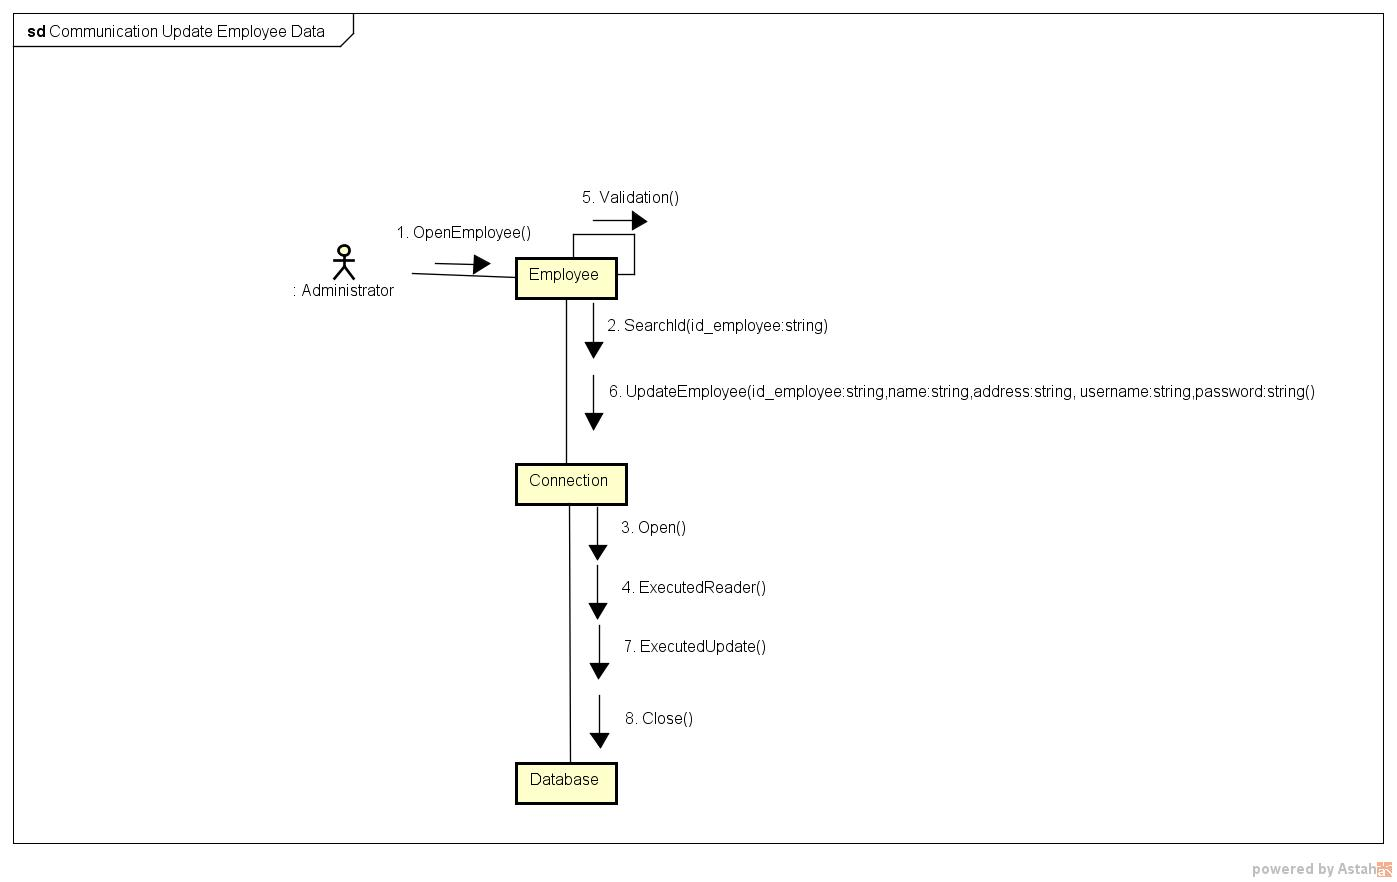 sd Communication Update Employee Data
5. Validation()
1. OpenEmployee()
Employee
: Administrator
2. SearchId(id_employee:string)
6. UpdateEmployee(id_employee:string,name:string,address:string, username:string,password:string()
Connection
3. Open()
4. ExecutedReader()
7. ExecutedUpdate()
8. Close()
Database
powered by Astah